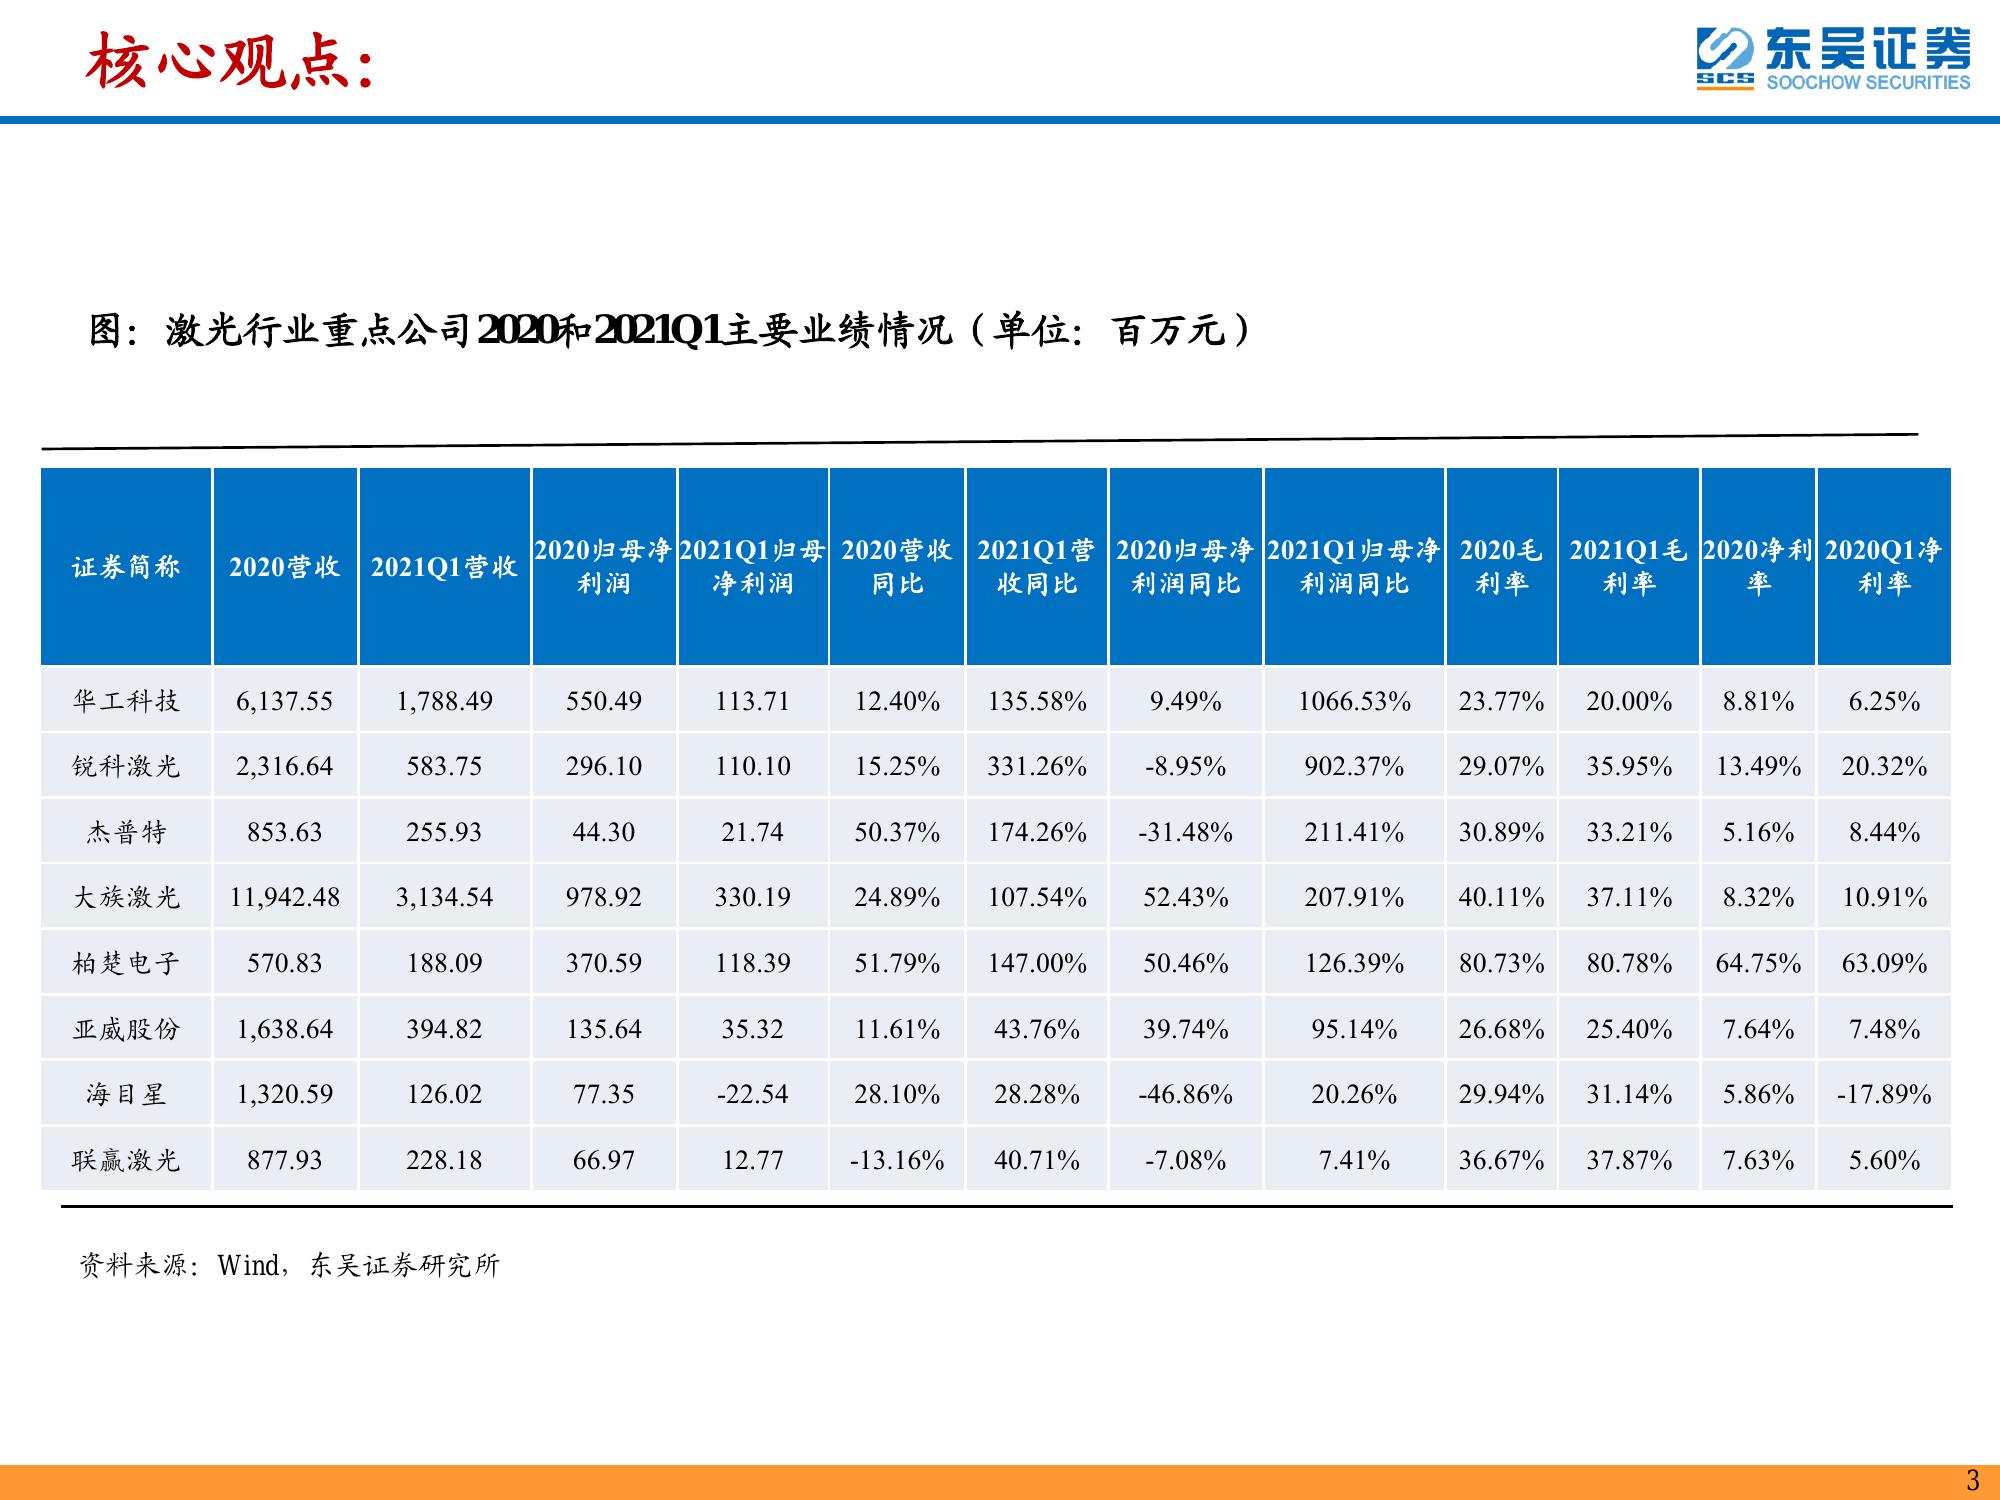 核心观点：
东吴证券
SCS
SOOCHOW SECURITIES
图：激光行业重点公司2020和2021Q1主要业绩情况（单位：百万元）
证券简称 2020营收 2021Q1营收 2020归母净利润 2021Q1归母净利润 2020营收同比 2021Q1营收同比 2020归母净利润同比 2021Q1归母净利润同比 2020毛利率 2021Q1毛利率 2020净利率 2020Q1净利率
华工科技 6,137.55 1,788.49 550.49 113.71 12.40% 135.58% 9.49% 1066.53% 23.77% 20.00% 8.81% 6.25%
锐科激光 2,316.64 583.75 296.10 110.10 15.25% 331.26% -8.95% 902.37% 29.07% 35.95% 13.49% 20.32%
杰普特 853.63 255.93 44.30 21.74 50.37% 174.26% -31.48% 211.41% 30.89% 33.21% 5.16% 8.44%
大族激光 11,942.48 3,134.54 978.92 330.19 24.89% 107.54% 52.43% 207.91% 40.11% 37.11% 8.32% 10.91%
柏楚电子 570.83 188.09 370.59 118.39 51.79% 147.00% 50.46% 126.39% 80.73% 80.78% 64.75% 63.09%
亚威股份 1,638.64 394.82 135.64 35.32 11.61% 43.76% 39.74% 95.14% 26.68% 25.40% 7.64% 7.48%
海目星 1,320.59 126.02 77.35 -22.54 28.10% 28.28% -46.86% 20.26% 29.94% 31.14% 5.86% -17.89%
联赢激光 877.93 228.18 66.97 12.77 -13.16% 40.71% -7.08% 7.41% 36.67% 37.87% 7.63% 5.60%
资料来源：Wind，东吴证券研究所
3